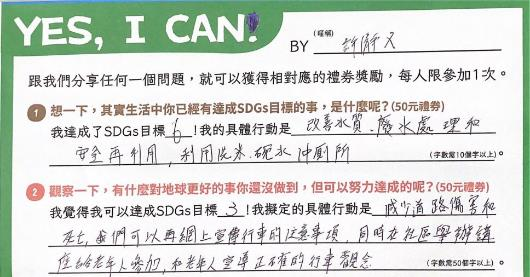 YES, I CAN!
BY (暱稱) 許靜文
跟我們分享任何一個問題,就可以獲得相對應的禮券獎勵,每人限參加1次。
1 想一下,其實生活中你已經有達成SDGs目標的事,是什麼呢?(50元禮券)
我達成了SDGs目標 6 !我的具體行動是 改善水質、廢水處理和
安全再利用,利用洗米、碗水沖廁所 (字數需10個字以上)。
2 觀察一下,有什麼對地球更好的事你還沒做到,但可以努力達成的呢?(50元禮券)
我覺得我可以達成SDGs目標 3 !我擬定的具體行動是 減少道路傷害和
死亡,我們可以再網上宣傳行車的注意事項,同時在社區舉辦講
座給老年人參加,和老年人宣導正確的行車觀念 (字數需50個字以上)。